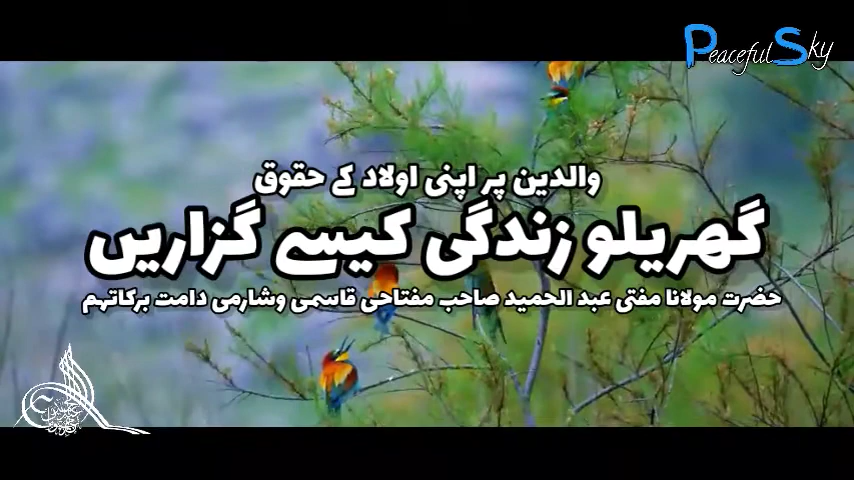 PeacefulSky
والدین پر اپنی اولاد کے حقوق
گھریلو زندگی کیسے گزاریں
حضرت مولانا مفتی عبد الحمید صاحب مفتاحی قاسمی وشارمی دامت برکاتہم